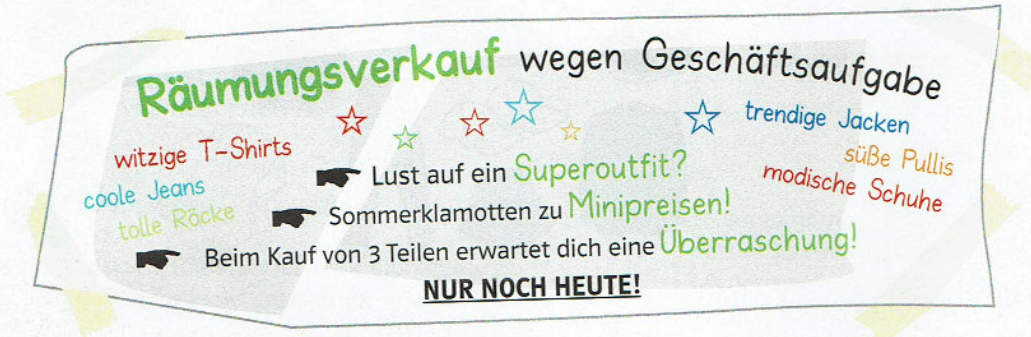 Räumungsverkauf wegen Geschäftsaufgabe
witzige T-Shirts
coole Jeans
tolle Röcke
trendige Jacken
süße Pullis
modische Schuhe
Lust auf ein Superoutfit?
Sommerklamotten zu Minipreisen!
Beim Kauf von 3 Teilen erwartet dich eine Überraschung!
NUR NOCH HEUTE!